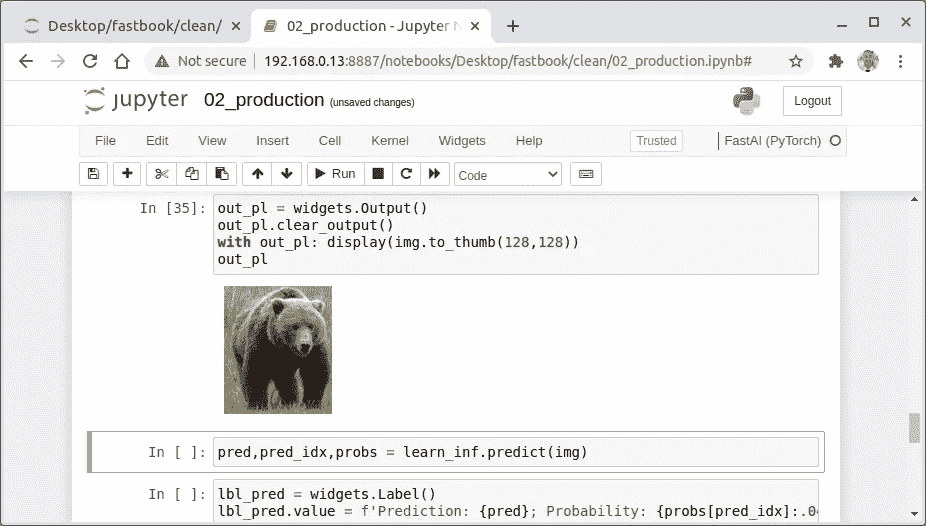 Desktop/fastbook/clean/
02_production - Jupyter N
Not secure
192.168.0.13:8887/notebooks/Desktop/fastbook/clean/02_production.ipynb#
jupyter 02_production (unsaved changes)
Logout
File Edit View Insert Cell Kernel Widgets Help
Trusted
FastAI (PyTorch)
Run
Code
In [35]:
out_pl = widgets.Output()
out_pl.clear_output()
with out_pl: display(img.to_thumb(128,128))
out_pl
In [ ]:
pred,pred_idx,probs = learn_inf.predict(img)
In [ ]:
lbl_pred = widgets.Label()
lbl_pred.value = f'Prediction: {pred}; Probability: {probs[pred_idx]:.0